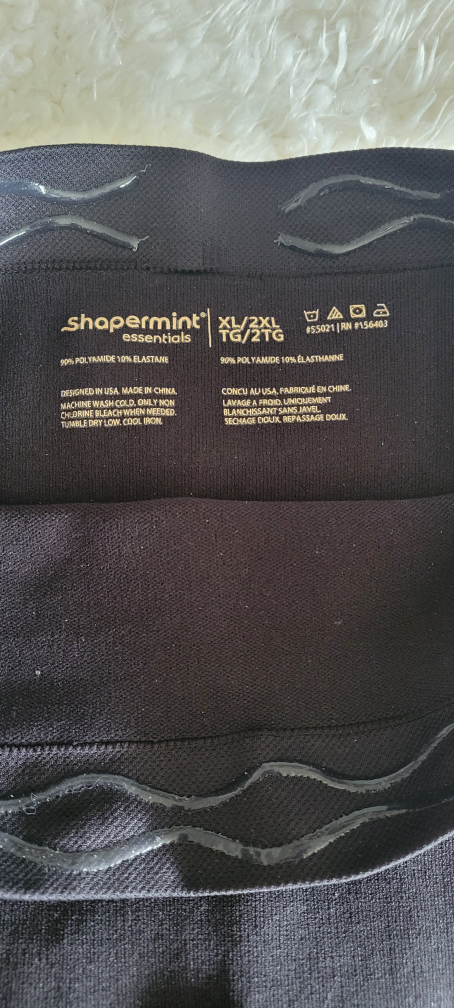 shapermint®
essentials
XL/2XL
TG/2TG
#55021 | RN #156403
90% POLYAMIDE 10% ELASTANE
DESIGNED IN USA. MADE IN CHINA.
MACHINE WASH COLD. ONLY NON
CHLORINE BLEACH WHEN NEEDED.
TUMBLE DRY LOW. COOL IRON.
90% POLYAMIDE 10% ÉLASTHANNE
CONCU AU USA. FABRIQUÉ EN CHINE.
LAVAGE A FROID. UNIQUEMENT
BLANCHISSANT SANS JAVEL.
SECHAGE DOUX. REPASSAGE DOUX.